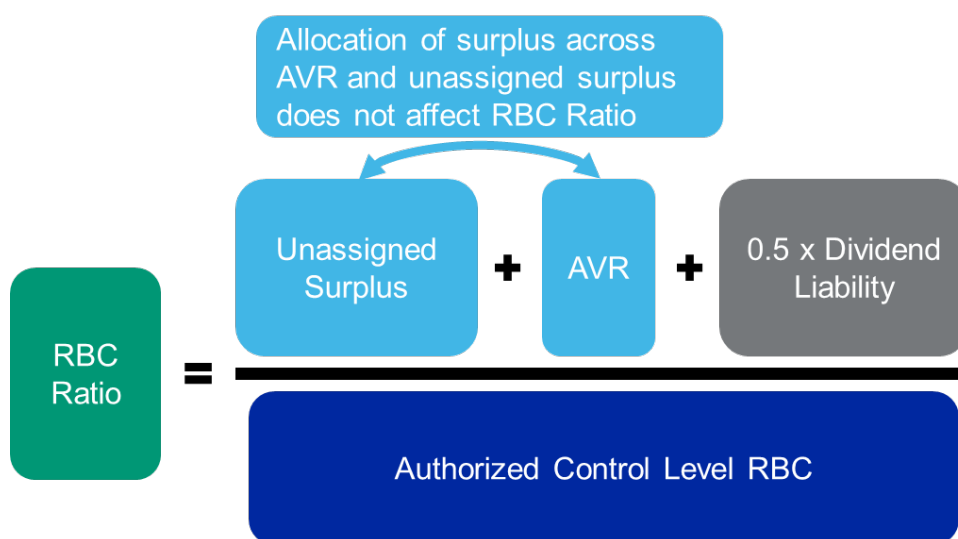 Allocation of surplus across
AVR and unassigned surplus
does not affect RBC Ratio
Unassigned
Surplus
+
AVR
+
0.5 x Dividend
Liability
RBC
Ratio
=
Authorized Control Level RBC